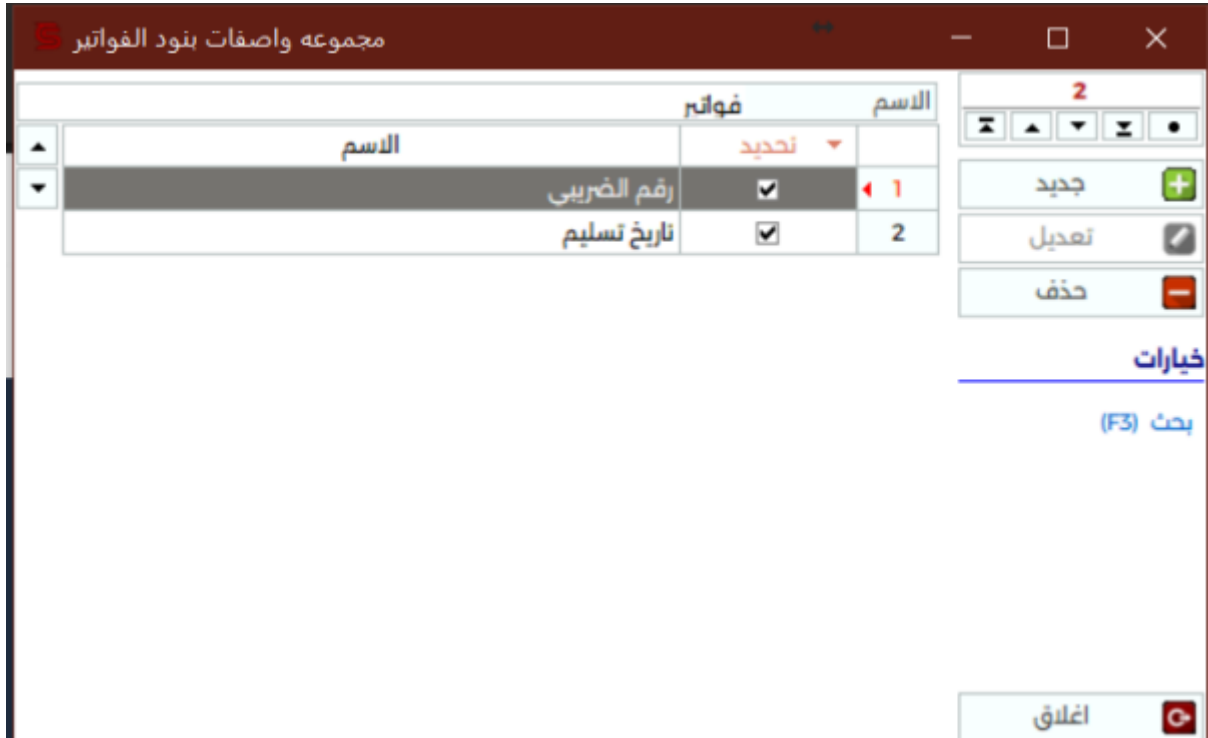 مجموعه واصفات بنود الفواتير
2
الاسم فواتير
تحديد الاسم
1 رقم الضريبي
2 تاريخ تسليم
جديد
تعديل
حذف
خيارات
بحث (F3)
اغلاق